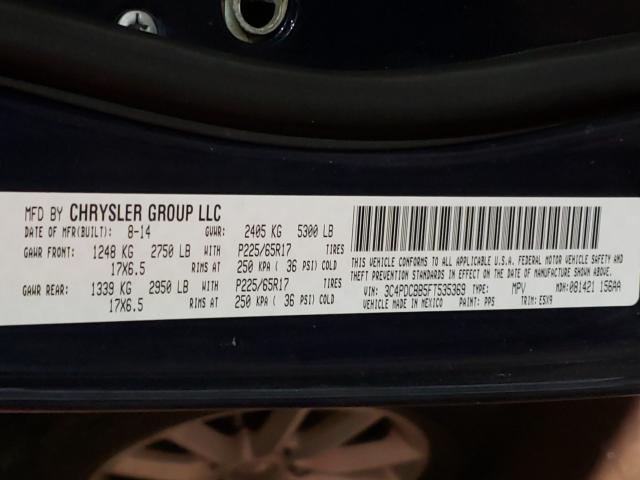 MFD BY CHRYSLER GROUP LLC
DATE OF MFR(BUILT): 8-14 GVWR: 2405 KG 5300 LB
GAWR FRONT: 1248 KG 2750 LB WITH P225/65R17 TIRES
17X6.5 RIMS AT 250 KPA ( 36 PSI) COLD
GAWR REAR: 1339 KG 2950 LB WITH P225/65R17 TIRES
17X6.5 RIMS AT 250 KPA ( 36 PSI) COLD
THIS VEHICLE CONFORMS TO ALL APPLICABLE U.S.A. FEDERAL MOTOR VEHICLE SAFETY AND
THEFT PREVENTION STANDARDS IN EFFECT ON THE DATE OF MANUFACTURE SHOWN ABOVE.
VIN: 3C4PDCBB5FT535369 TYPE: MPV MDH: 081421 156AA
VEHICLE MADE IN MEXICO PAINT: PPS TRIM: E5X9